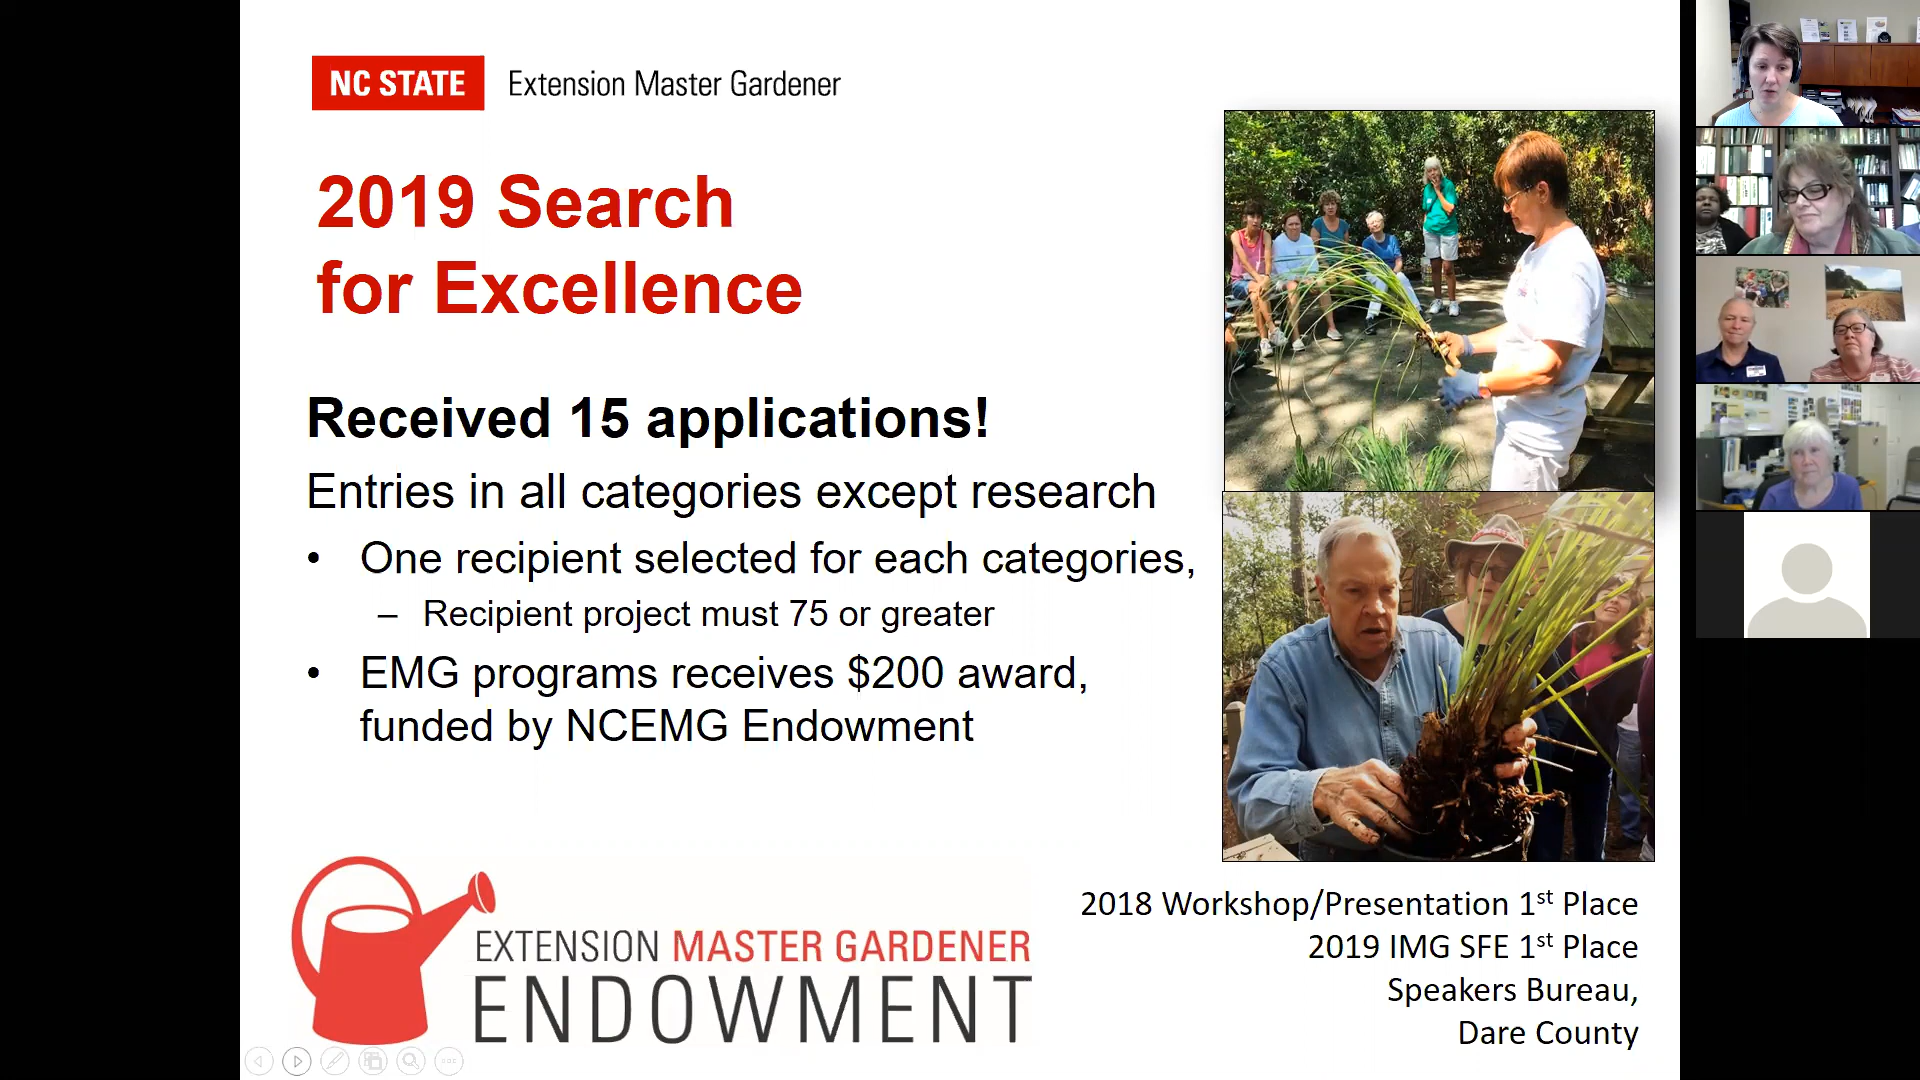 NC STATE Extension Master Gardener
2019 Search
for Excellence
Received 15 applications!
Entries in all categories except research
• One recipient selected for each categories,
– Recipient project must 75 or greater
• EMG programs receives $200 award,
funded by NCEMG Endowment
EXTENSION MASTER GARDENER
ENDOWMENT
2018 Workshop/Presentation 1st Place
2019 IMG SFE 1st Place
Speakers Bureau,
Dare County